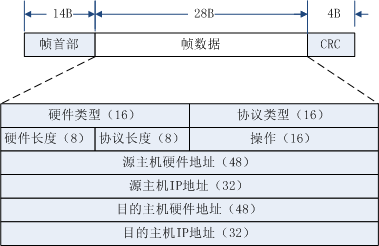 14B 28B 4B
帧首部 帧数据 CRC
硬件类型（16） 协议类型（16）
硬件长度（8） 协议长度（8） 操作（16）
源主机硬件地址（48）
源主机IP地址（32）
目的主机硬件地址（48）
目的主机IP地址（32）